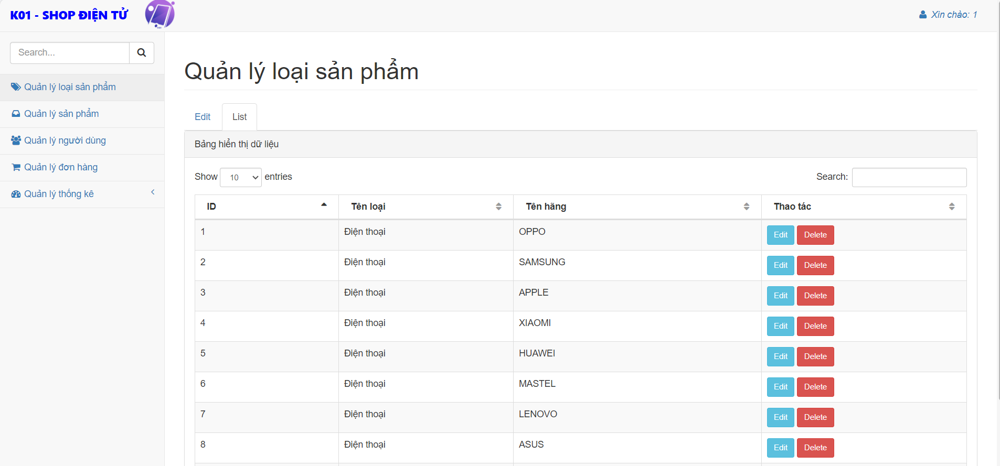 K01 - SHOP ĐIỆN TỬ
Xin chào: 1
Search...
Quản lý loại sản phẩm
Quản lý sản phẩm
Quản lý người dùng
Quản lý đơn hàng
Quản lý thống kê
Quản lý loại sản phẩm
Edit List
Bảng hiển thị dữ liệu
Show 10 entries Search:
ID Tên loại Tên hãng Thao tác
1 Điện thoại OPPO Edit Delete
2 Điện thoại SAMSUNG Edit Delete
3 Điện thoại APPLE Edit Delete
4 Điện thoại XIAOMI Edit Delete
5 Điện thoại HUAWEI Edit Delete
6 Điện thoại MASTEL Edit Delete
7 Điện thoại LENOVO Edit Delete
8 Điện thoại ASUS Edit Delete